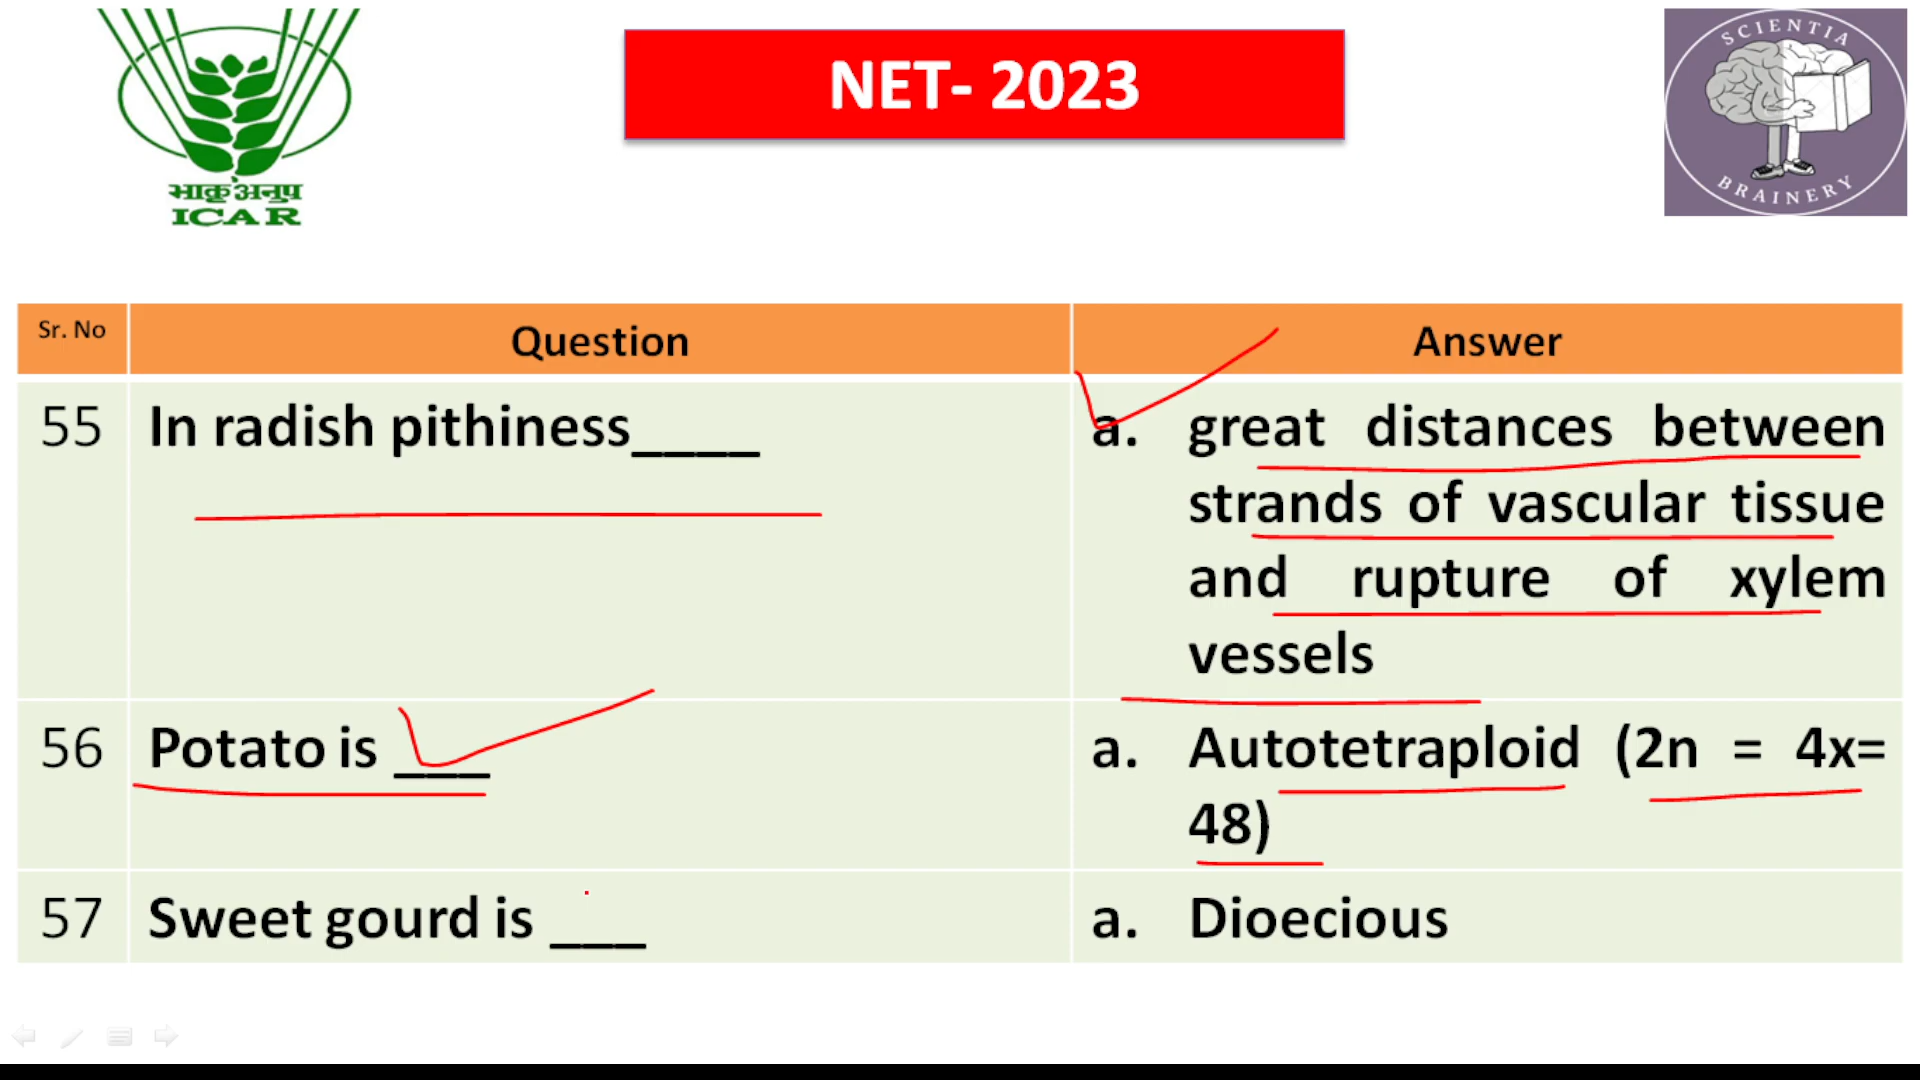 भाकृअनुप
ICAR
NET- 2023
SCIENTIA
BRAINERY
Sr. No Question Answer
55 In radish pithiness____ a. great distances between
strands of vascular tissue
and rupture of xylem
vessels
56 Potato is ___ a. Autotetraploid (2n = 4x=
48)
57 Sweet gourd is ___ a. Dioecious